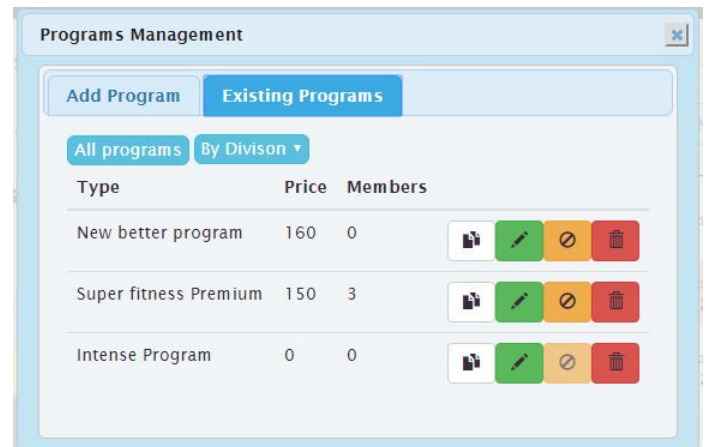 Programs Management
Add Program Existing Programs
All programs By Divison
Type Price Members
New better program 160 0
Super fitness Premium 150 3
Intense Program 0 0